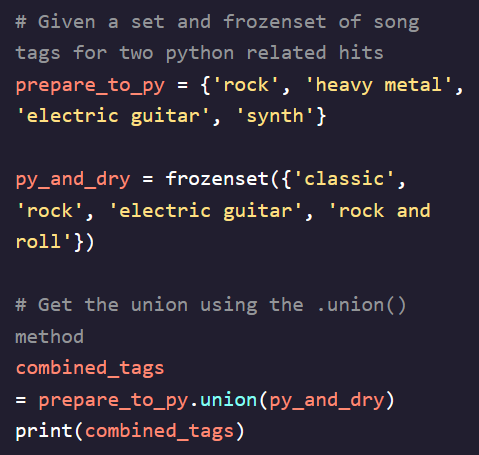 # Given a set and frozenset of song
tags for two python related hits
prepare_to_py = {'rock', 'heavy metal',
'electric guitar', 'synth'}
py_and_dry = frozenset({'classic',
'rock', 'electric guitar', 'rock and
roll'})
# Get the union using the .union()
method
combined_tags
= prepare_to_py.union(py_and_dry)
print(combined_tags)